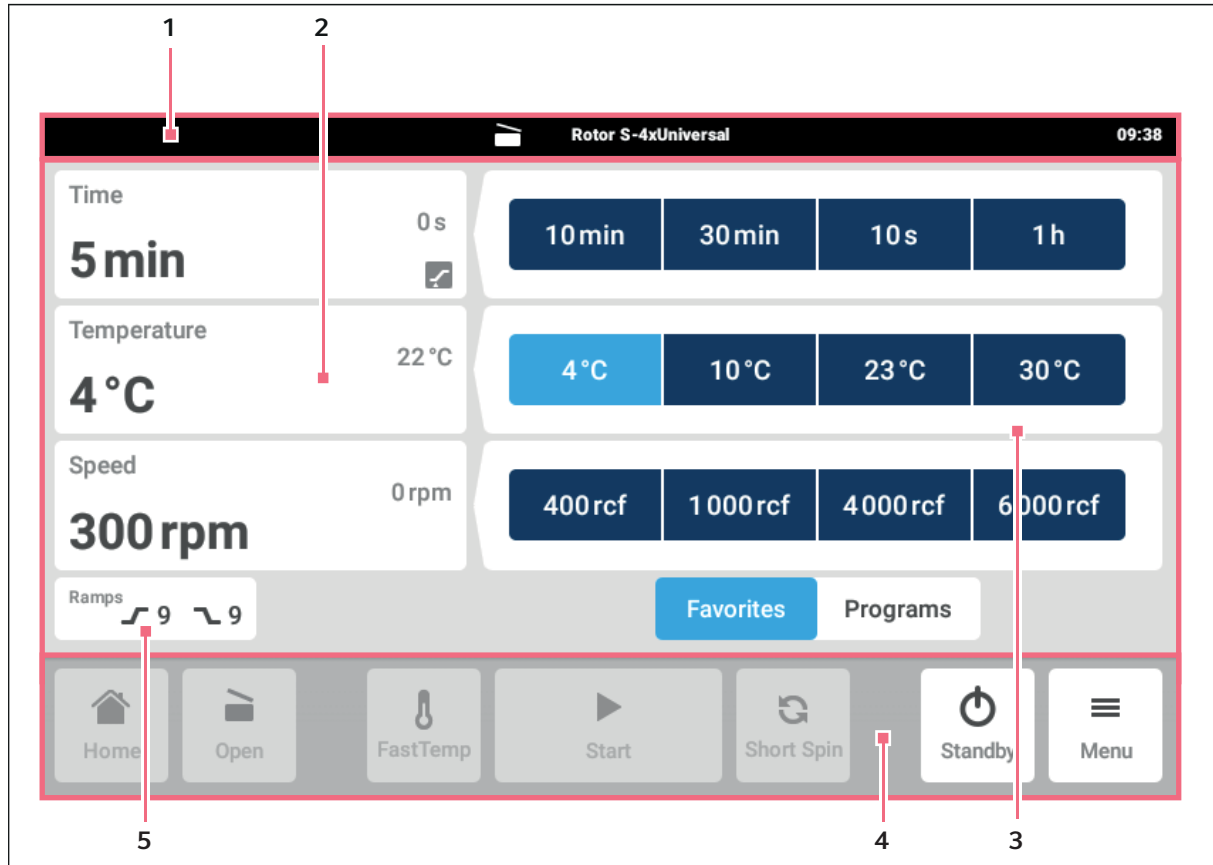 1 2
Rotor S-4xUniversal 09:38
Time
0 s
5 min
10 min 30 min 10 s 1 h
Temperature
22 °C
4 °C
4 °C 10 °C 23 °C 30 °C
Speed
0 rpm
300 rpm
400 rcf 1 000 rcf 4 000 rcf 6 000 rcf
Ramps 9 9
Favorites Programs
Home Open FastTemp Start Short Spin Standby Menu
5 4 3